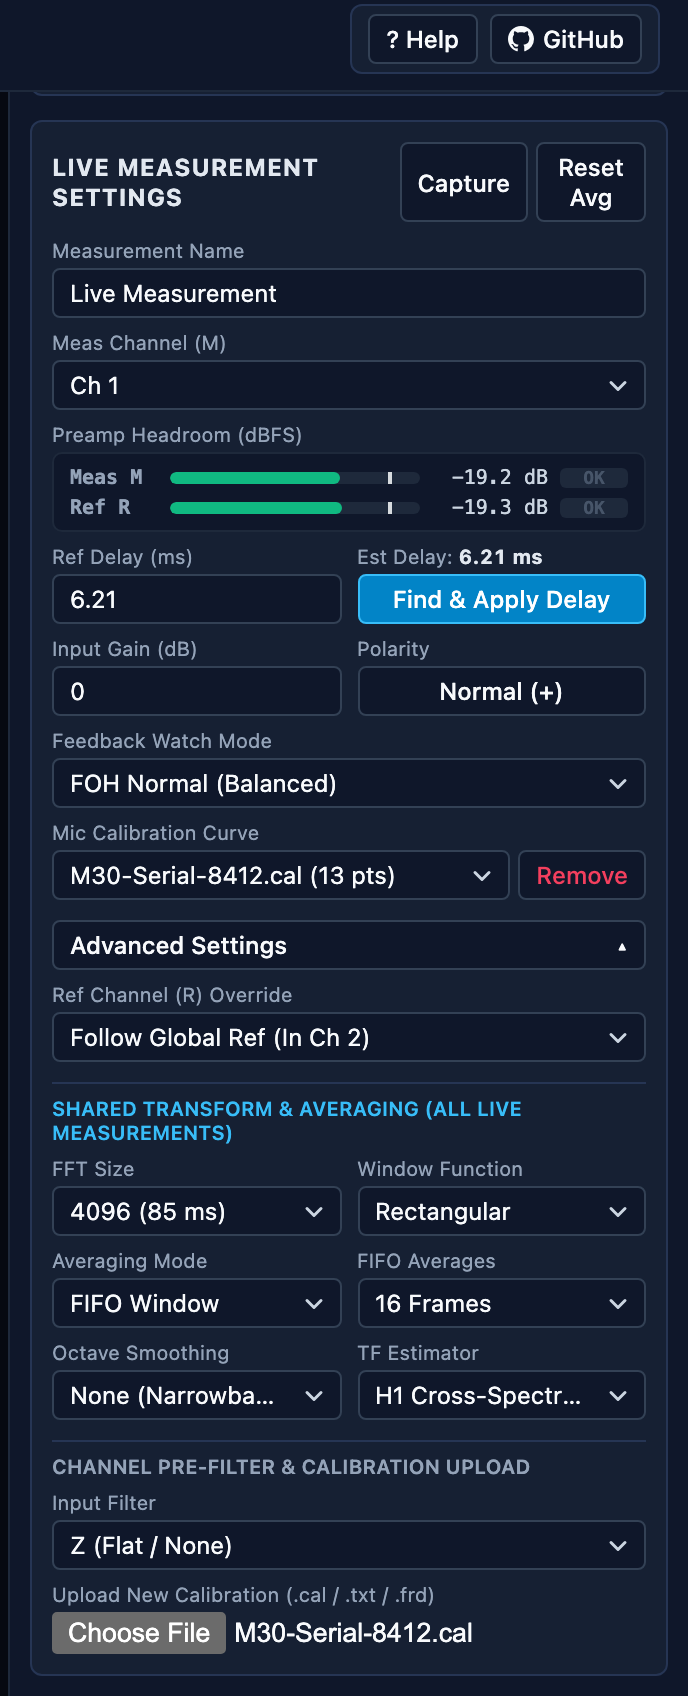 ? Help
GitHub
LIVE MEASUREMENT
SETTINGS
Capture
Reset
Avg
Measurement Name
Live Measurement
Meas Channel (M)
Ch 1
Preamp Headroom (dBFS)
Meas M −19.2 dB OK
Ref R −19.3 dB OK
Ref Delay (ms)
Est Delay: 6.21 ms
6.21
Find & Apply Delay
Input Gain (dB)
Polarity
0
Normal (+)
Feedback Watch Mode
FOH Normal (Balanced)
Mic Calibration Curve
M30-Serial-8412.cal (13 pts)
Remove
Advanced Settings
Ref Channel (R) Override
Follow Global Ref (In Ch 2)
SHARED TRANSFORM & AVERAGING (ALL LIVE
MEASUREMENTS)
FFT Size
Window Function
4096 (85 ms)
Rectangular
Averaging Mode
FIFO Averages
FIFO Window
16 Frames
Octave Smoothing
TF Estimator
None (Narrowba...
H1 Cross-Spectr...
CHANNEL PRE-FILTER & CALIBRATION UPLOAD
Input Filter
Z (Flat / None)
Upload New Calibration (.cal / .txt / .frd)
Choose File M30-Serial-8412.cal